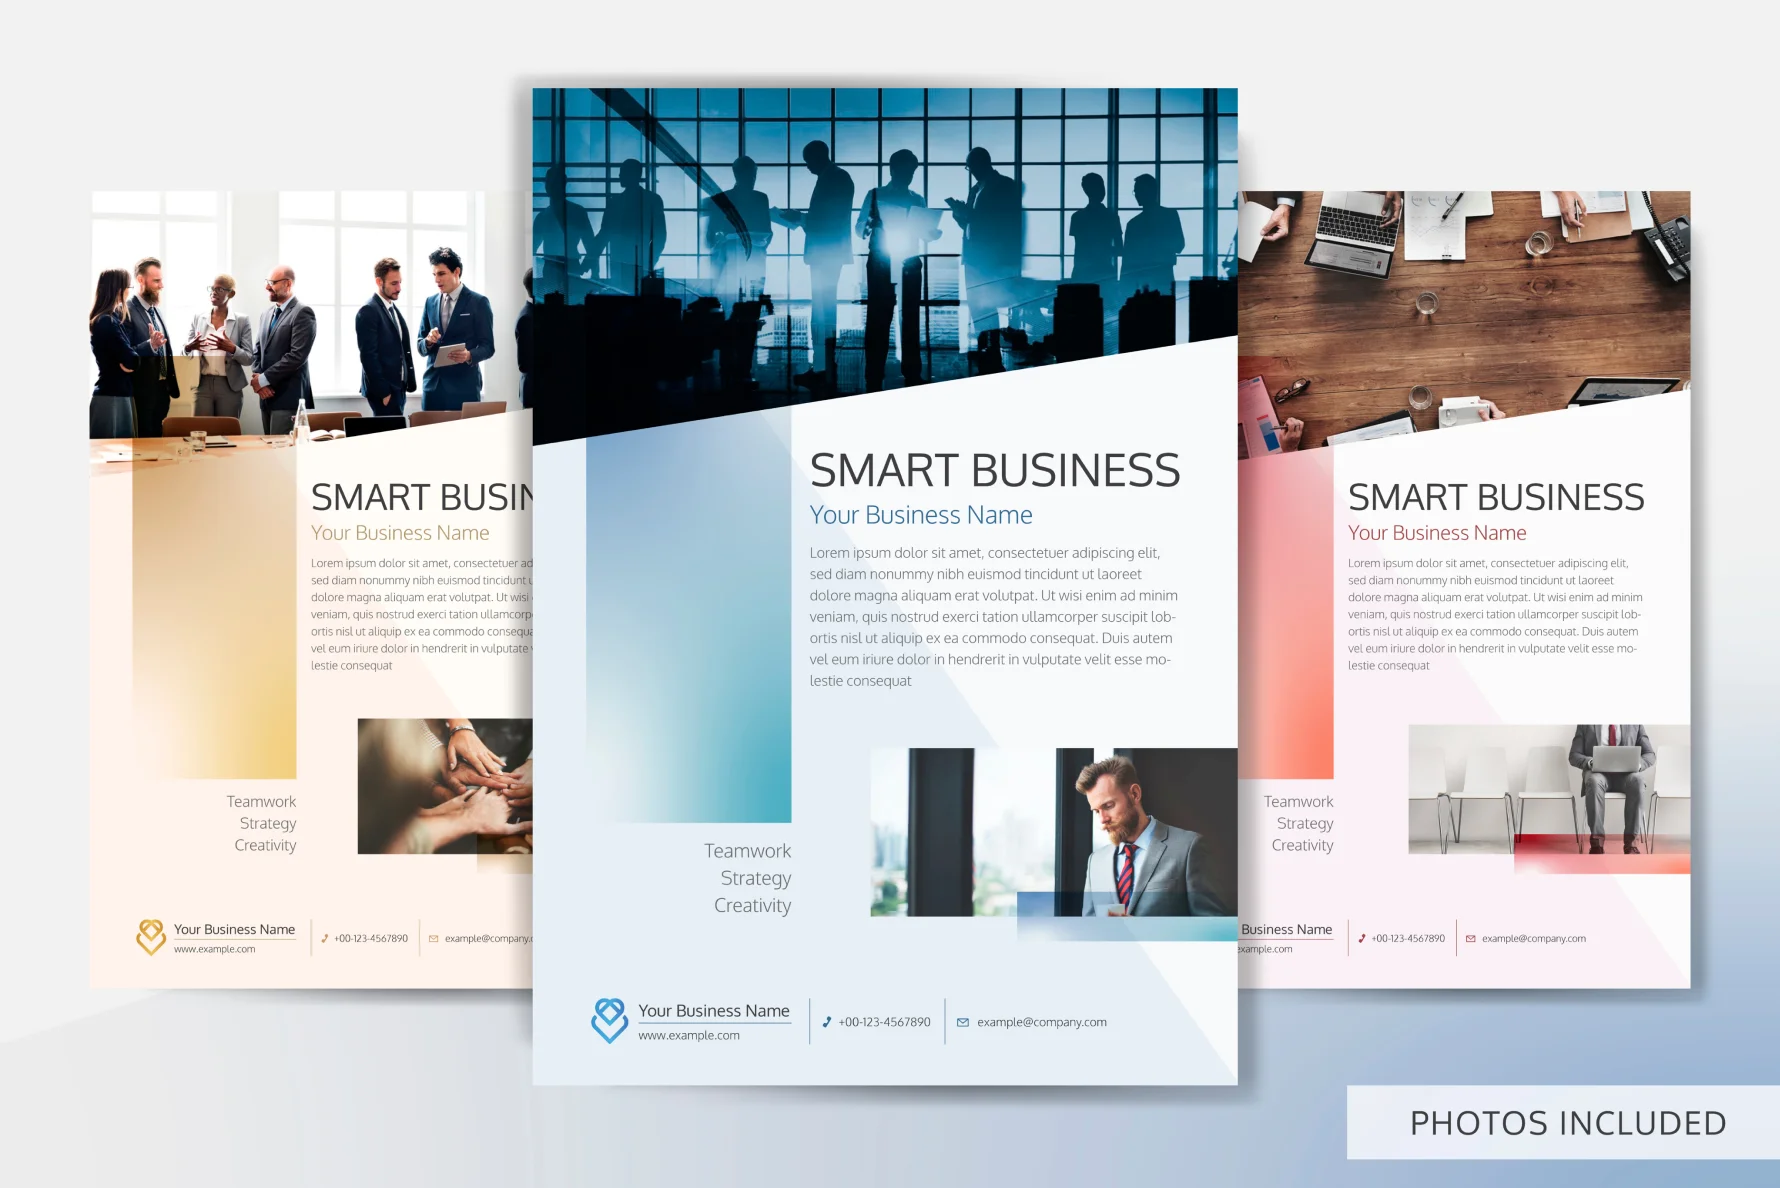 SMART BUSIN
Your Business Name
Lorem ipsum dolor sit amet, consectetuer ad
sed diam nonummy nibh euismod tincidunt u
dolore magna aliquam erat volutpat. Ut wisi
veniam, quis nostrud exerci tation ullamcorp
ortis nisl ut aliquip ex ea commodo consequa
vel eum iriure dolor in hendrerit in vulputate
lestie consequat
Teamwork
Strategy
Creativity
Your Business Name
www.example.com
+00-123-4567890
example@company.c
SMART BUSINESS
Your Business Name
Lorem ipsum dolor sit amet, consectetuer adipiscing elit,
sed diam nonummy nibh euismod tincidunt ut laoreet
dolore magna aliquam erat volutpat. Ut wisi enim ad minim
veniam, quis nostrud exerci tation ullamcorper suscipit lob-
ortis nisl ut aliquip ex ea commodo consequat. Duis autem
vel eum iriure dolor in hendrerit in vulputate velit esse mo-
lestie consequat
Teamwork
Strategy
Creativity
Your Business Name
www.example.com
+00-123-4567890
example@company.com
SMART BUSINESS
Your Business Name
Lorem ipsum dolor sit amet, consectetuer adipiscing elit,
sed diam nonummy nibh euismod tincidunt ut laoreet
dolore magna aliquam erat volutpat. Ut wisi enim ad minim
veniam, quis nostrud exerci tation ullamcorper suscipit lob-
ortis nisl ut aliquip ex ea commodo consequat. Duis autem
vel eum iriure dolor in hendrerit in vulputate velit esse mo-
lestie consequat
Teamwork
Strategy
Creativity
Business Name
example.com
+00-123-4567890
example@company.com
PHOTOS INCLUDED